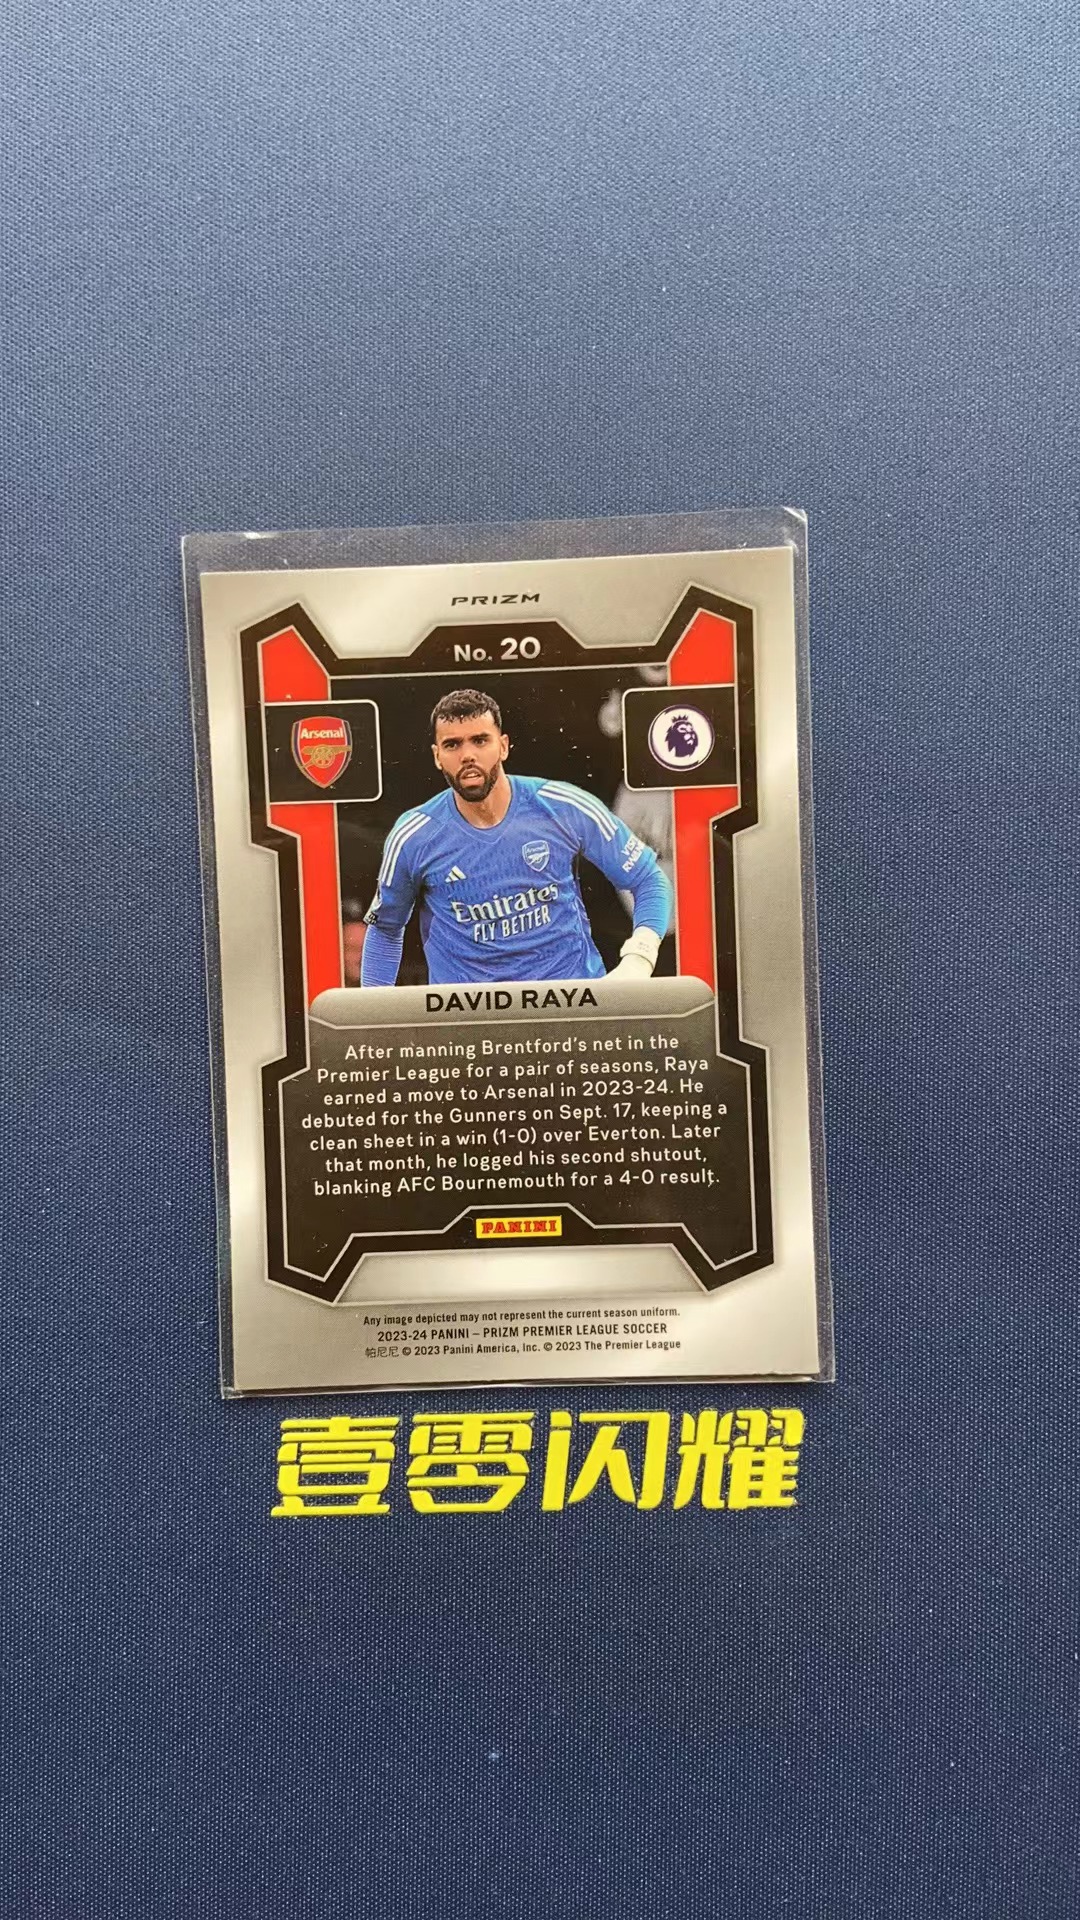 PRIZM
No. 20
Arsenal
Emirates
FLY BETTER
DAVID RAYA
After manning Brentford's net in the
Premier League for a pair of seasons, Raya
earned a move to Arsenal in 2023-24. He
debuted for the Gunners on Sept. 17, keeping a
clean sheet in a win (1-0) over Everton. Later
that month, he logged his second shutout,
blanking AFC Bournemouth for a 4-0 result.
PANINI
Any image depicted may not represent the current season uniform.
2023-24 PANINI – PRIZM PREMIER LEAGUE SOCCER
帕尼尼 © 2023 Panini America, Inc. © 2023 The Premier League
壹零闪耀